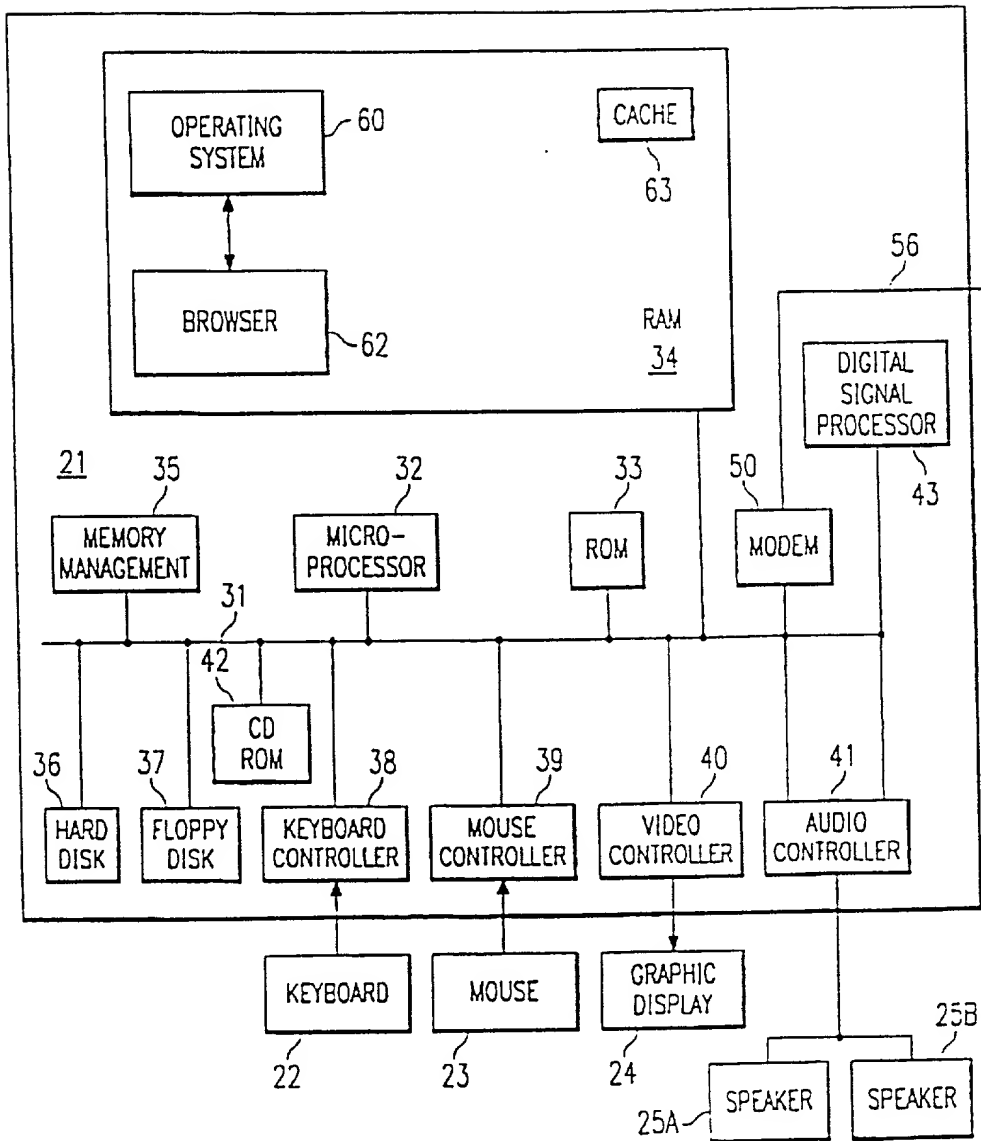 OPERATING
SYSTEM
60
CACHE
63
BROWSER
62
RAM
34
56
DIGITAL
SIGNAL
PROCESSOR
43
21
35
MEMORY
MANAGEMENT
32
MICRO-
PROCESSOR
33
ROM
50
MODEM
31
42
CD
ROM
36
HARD
DISK
37
FLOPPY
DISK
38
KEYBOARD
CONTROLLER
39
MOUSE
CONTROLLER
40
VIDEO
CONTROLLER
41
AUDIO
CONTROLLER
KEYBOARD
22
MOUSE
23
GRAPHIC
DISPLAY
24
25A
SPEAKER
25B
SPEAKER